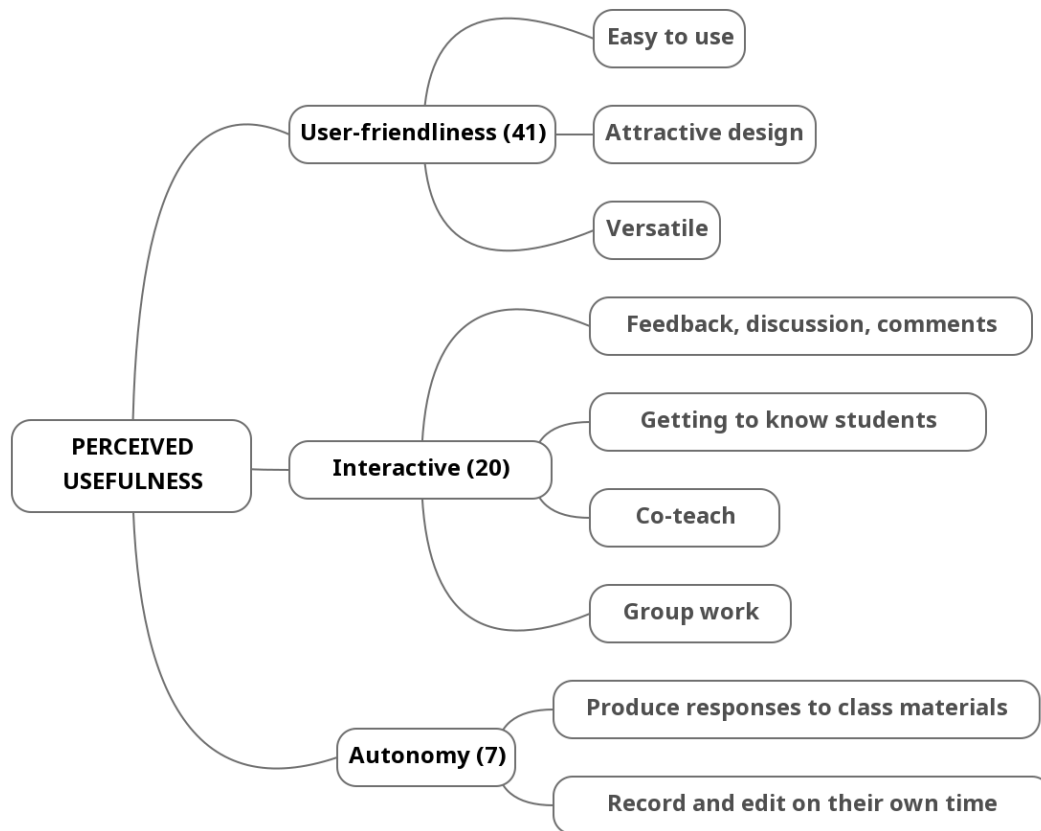 Easy to use
User-friendliness (41)
Attractive design
Versatile
Feedback, discussion, comments
Getting to know students
PERCEIVED
USEFULNESS
Interactive (20)
Co-teach
Group work
Produce responses to class materials
Autonomy (7)
Record and edit on their own time